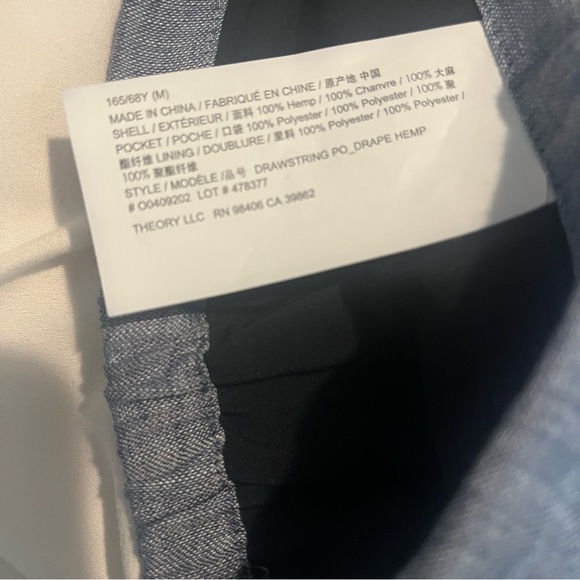 165/68Y (M)
MADE IN CHINA / FABRIQUÉ EN CHINE / 原产地 中国
SHELL / EXTÉRIEUR / 面料 100% Hemp / 100% Chanvre / 100% 大麻
POCKET / POCHE / 口袋 100% Polyester / 100% Polyester / 100% 聚
酯纤维 LINING / DOUBLURE / 里料 100% Polyester / 100% Polyester /
100% 聚酯纤维
STYLE / MODÈLE /品号 DRAWSTRING PO_DRAPE HEMP
# O0409202 LOT # 478377
THEORY LLC RN 98406 CA 39862